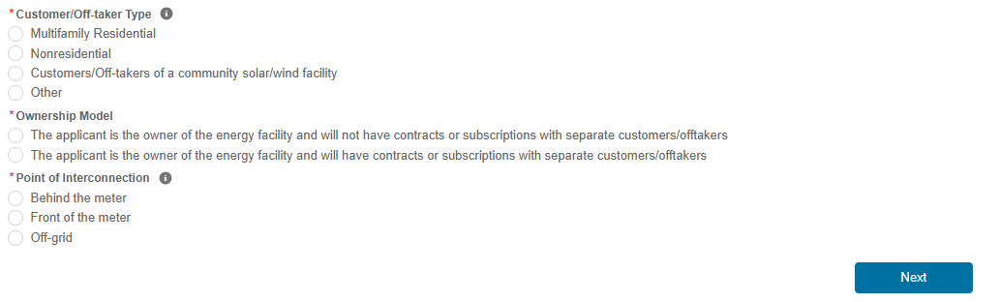 *Customer/Off-taker Type
Multifamily Residential
Nonresidential
Customers/Off-takers of a community solar/wind facility
Other
*Ownership Model
The applicant is the owner of the energy facility and will not have contracts or subscriptions with separate customers/offtakers
The applicant is the owner of the energy facility and will have contracts or subscriptions with separate customers/offtakers
*Point of Interconnection
Behind the meter
Front of the meter
Off-grid
Next